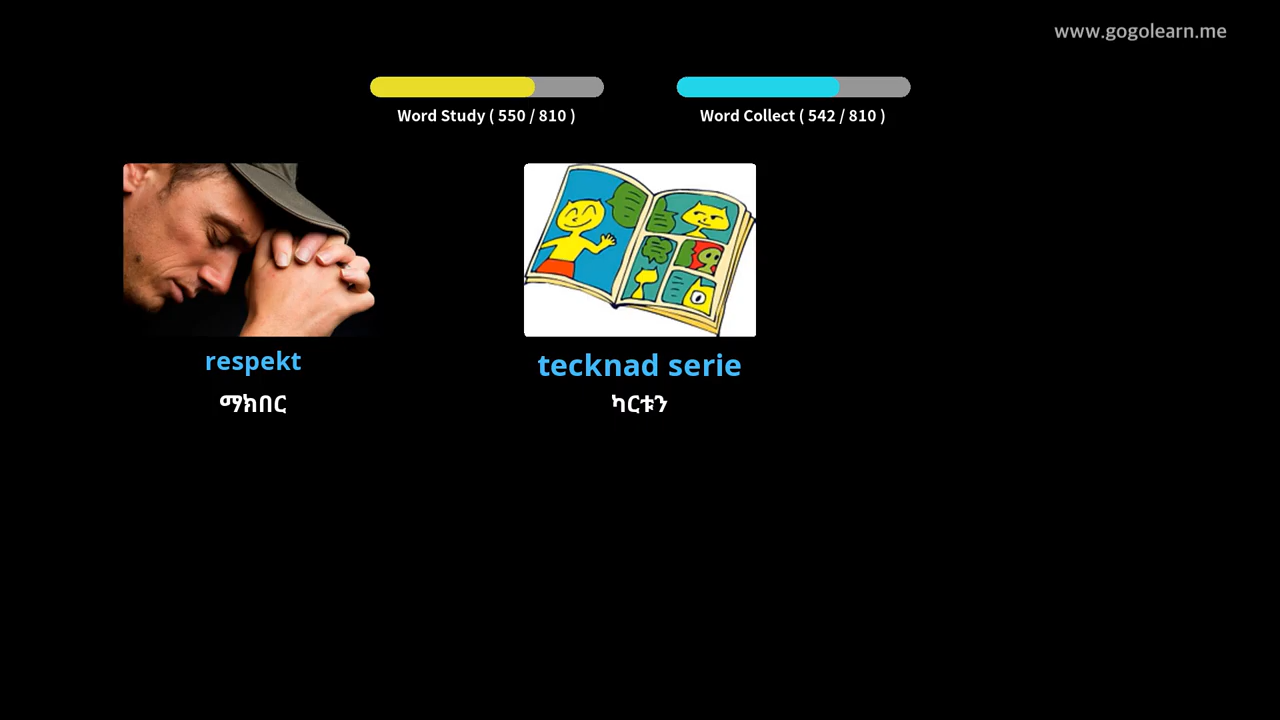 www.gogolearn.me
Word Study ( 550 / 810 )
Word Collect ( 542 / 810 )
respekt
ማክበር
tecknad serie
ካርቱን